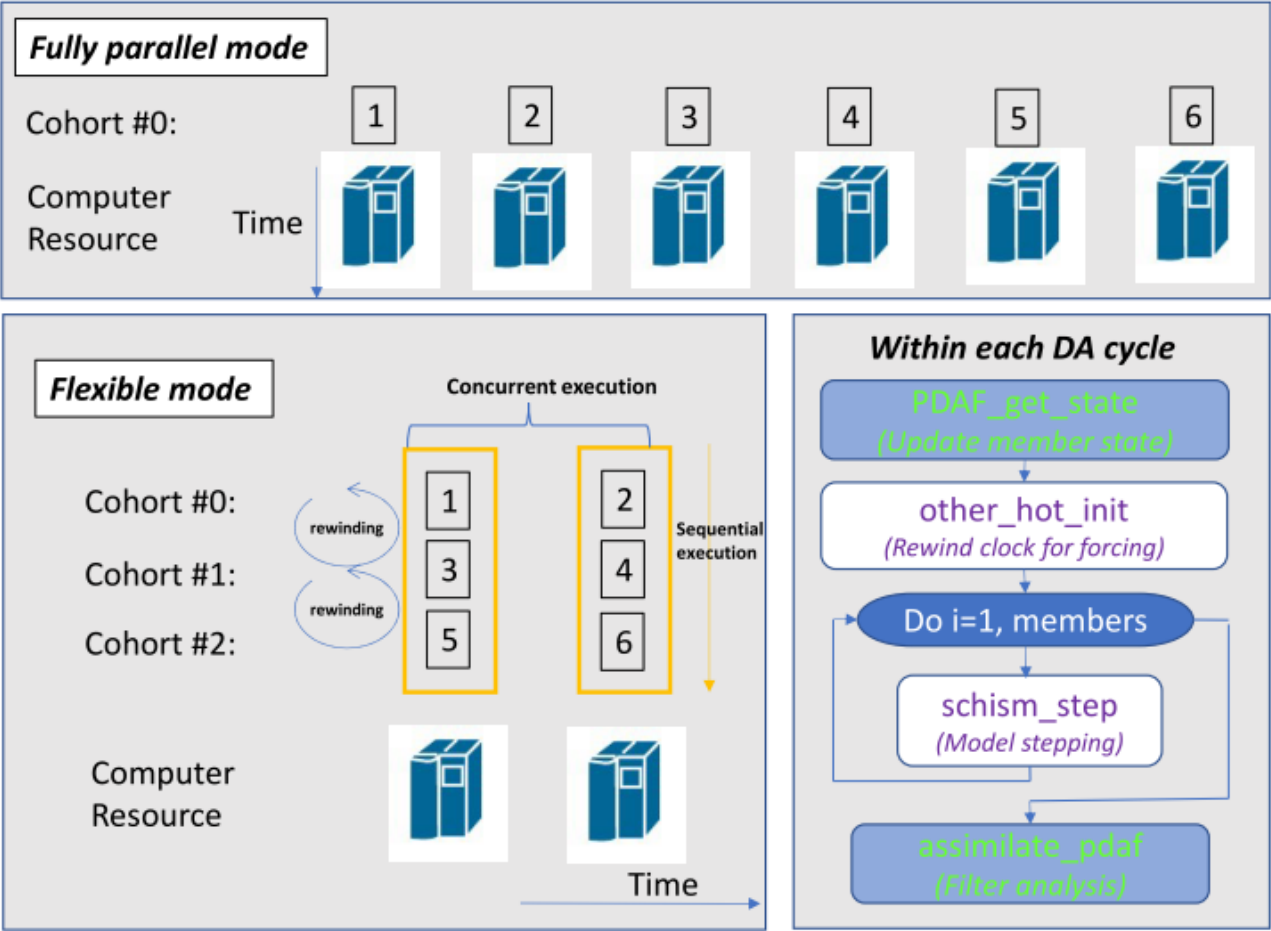 Fully parallel mode
Cohort #0:
1 2 3 4 5 6
Computer
Resource
Time
Flexible mode
Concurrent execution
Cohort #0:
1 2
rewinding
Sequential
execution
Cohort #1:
3 4
rewinding
Cohort #2:
5 6
Computer
Resource
Time
Within each DA cycle
PDAF_get_state
(Update member state)
other_hot_init
(Rewind clock for forcing)
Do i=1, members
schism_step
(Model stepping)
assimilate_pdaf
(Filter analysis)